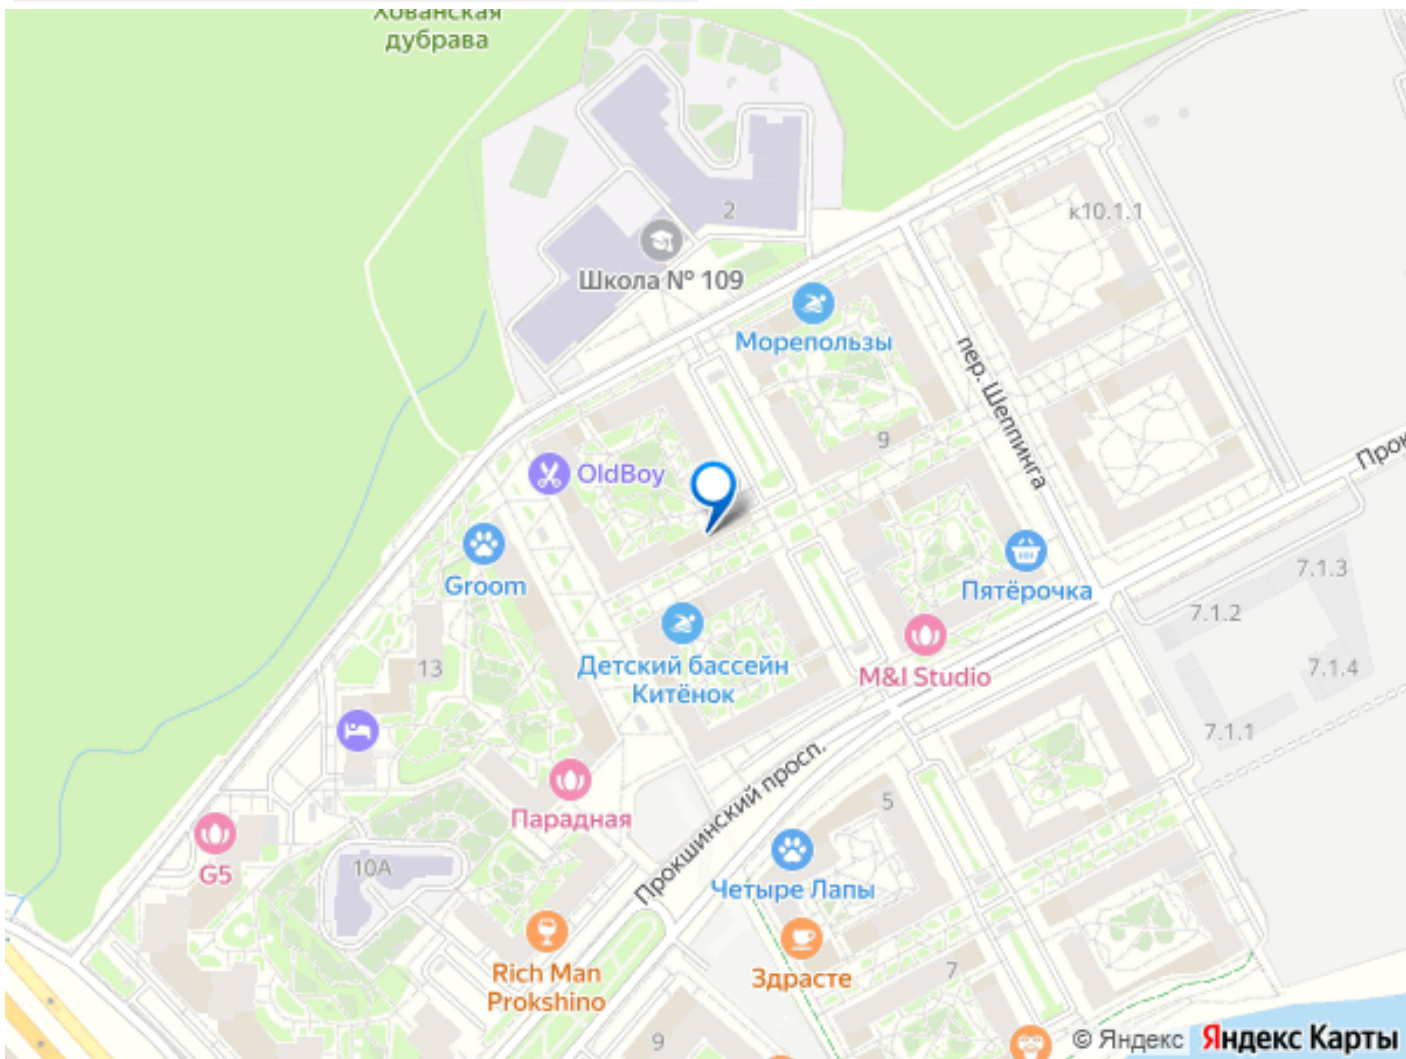 Хованская
дубрава
к10.1.1
2
Школа № 109
Морепользы
пер. Шеппинга
9
Прок
OldBoy
Groom
Пятёрочка
7.1.3
7.1.2
Детский бассейн
Китёнок
13
M&I Studio
7.1.4
7.1.1
Прокшинский просп.
Парадная
5
G5
10А
Четыре Лапы
Rich Man
Prokshino
Здрасте
7
9
© Яндекс Яндекс Карты